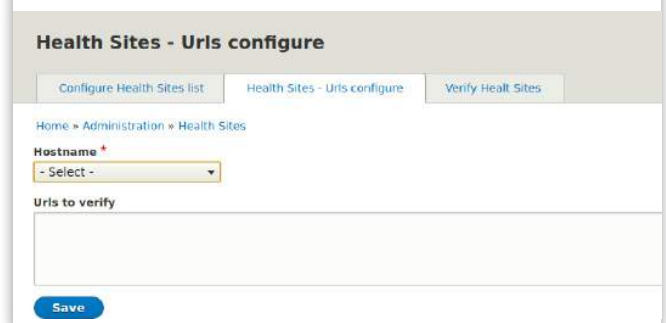 Health Sites - Urls configure
Configure Health Sites list Health Sites - Urls configure Verify Healt Sites
Home » Administration » Health Sites
Hostname *
- Select -
Urls to verify
Save